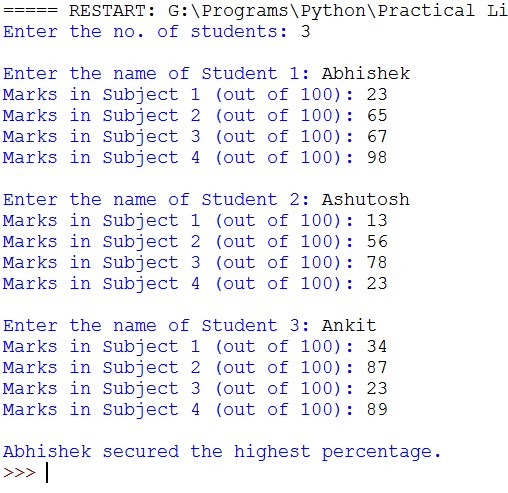 ===== RESTART: G:\Programs\Python\Practical Li
Enter the no. of students: 3
Enter the name of Student 1: Abhishek
Marks in Subject 1 (out of 100): 23
Marks in Subject 2 (out of 100): 65
Marks in Subject 3 (out of 100): 67
Marks in Subject 4 (out of 100): 98
Enter the name of Student 2: Ashutosh
Marks in Subject 1 (out of 100): 13
Marks in Subject 2 (out of 100): 56
Marks in Subject 3 (out of 100): 78
Marks in Subject 4 (out of 100): 23
Enter the name of Student 3: Ankit
Marks in Subject 1 (out of 100): 34
Marks in Subject 2 (out of 100): 87
Marks in Subject 3 (out of 100): 23
Marks in Subject 4 (out of 100): 89
Abhishek secured the highest percentage.
>>>